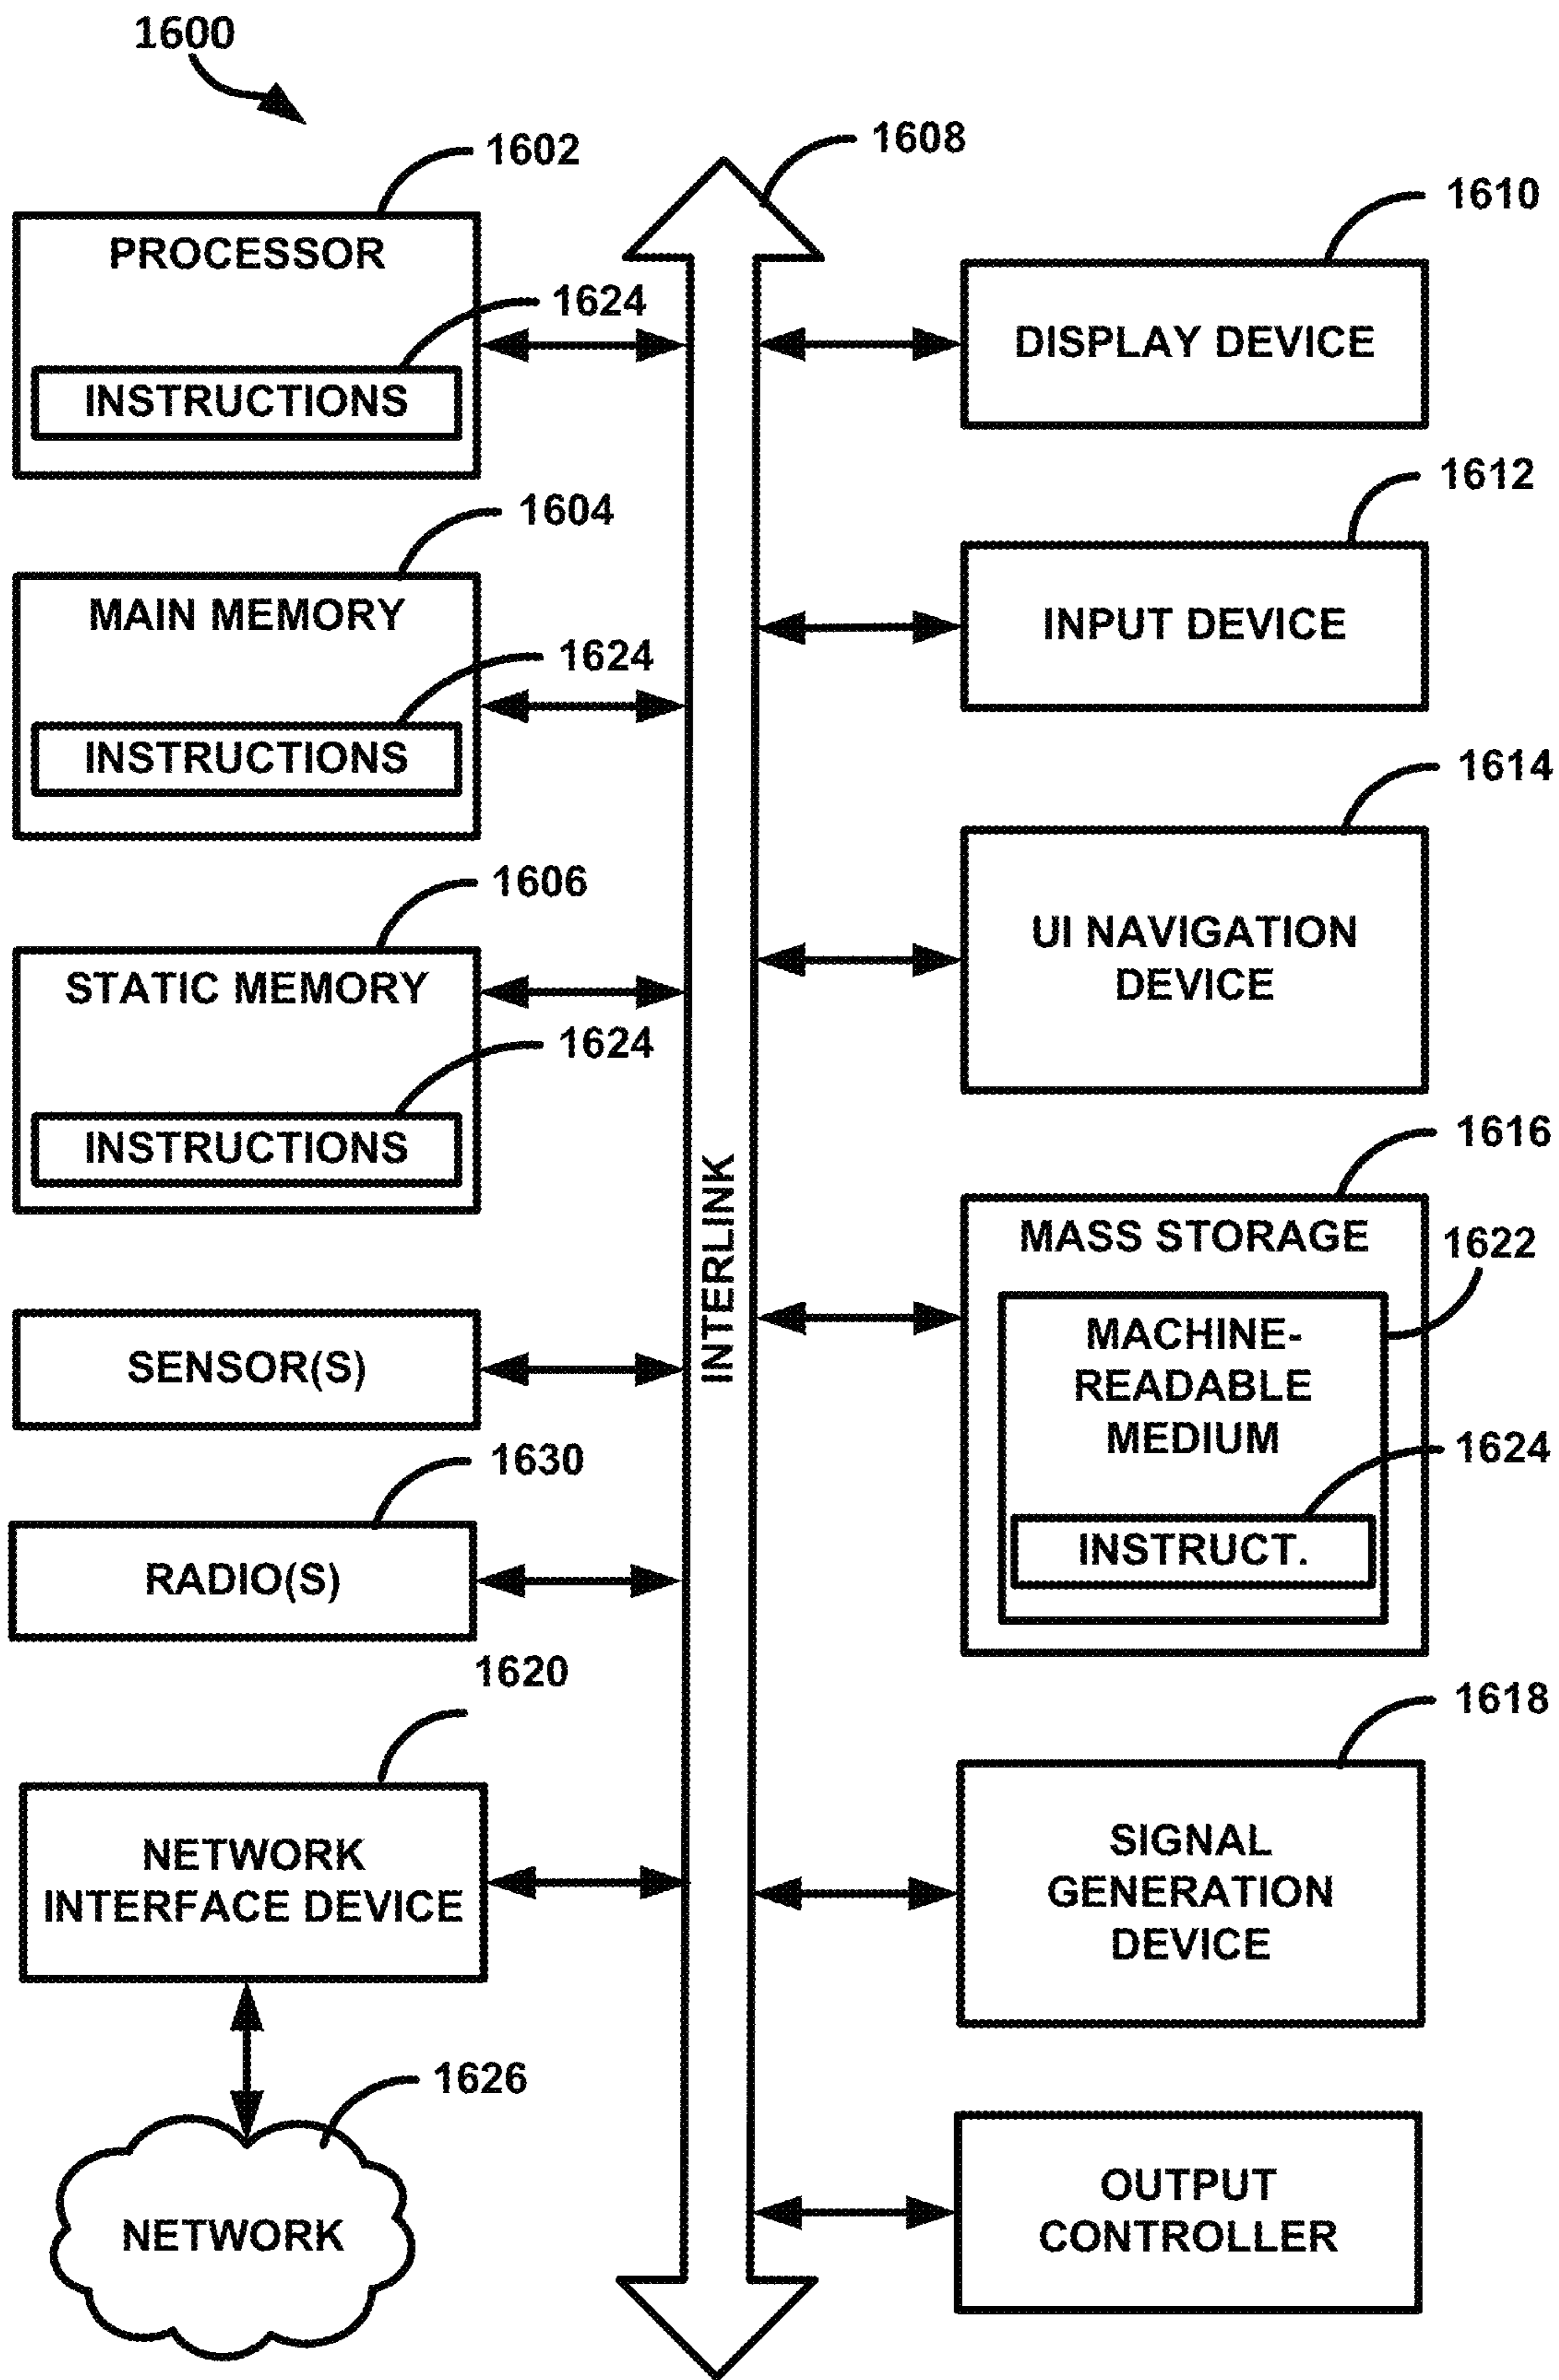 1600
1602
PROCESSOR
1624
INSTRUCTIONS
1604
MAIN MEMORY
1624
INSTRUCTIONS
1606
STATIC MEMORY
1624
INSTRUCTIONS
SENSOR(S)
1630
RADIO(S)
1620
NETWORK
INTERFACE DEVICE
1626
NETWORK
1608
INTERLINK
1610
DISPLAY DEVICE
1612
INPUT DEVICE
1614
UI NAVIGATION
DEVICE
1616
MASS STORAGE
1622
MACHINE-
READABLE
MEDIUM
1624
INSTRUCT.
1618
SIGNAL
GENERATION
DEVICE
OUTPUT
CONTROLLER